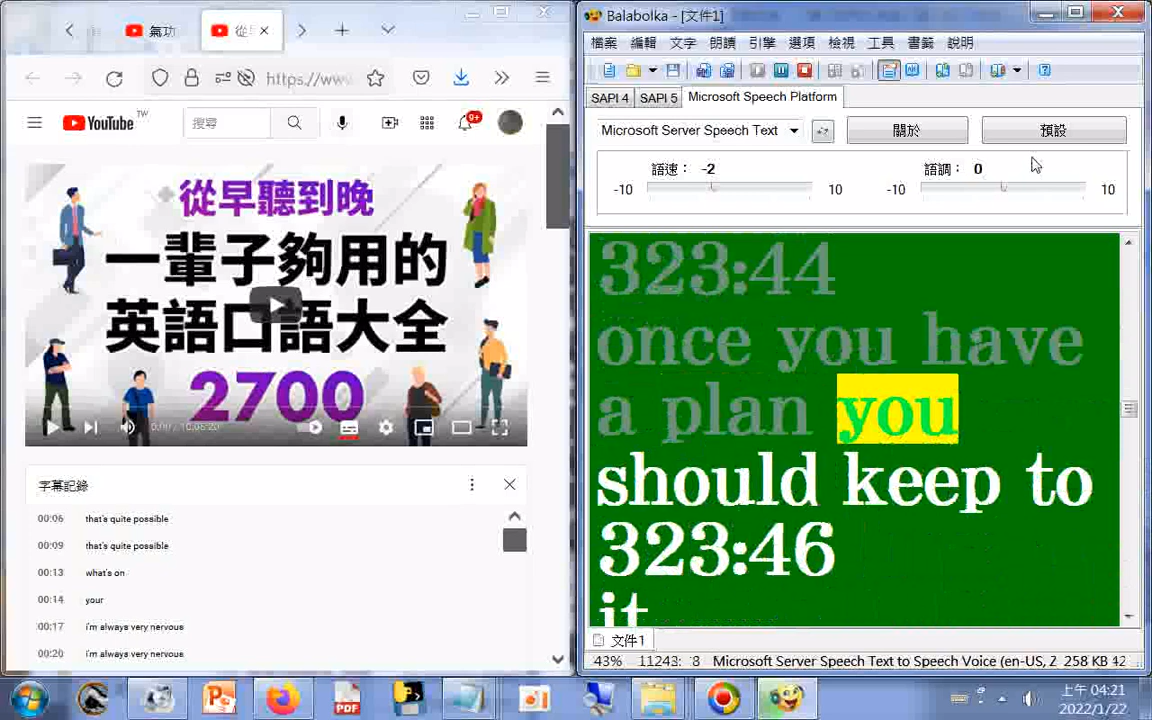 氣功
從!
https://www
YouTube TW
搜尋
9+
從早聽到晚
一輩子夠用的
英語口語大全
2700
字幕記錄
00:06 that's quite possible
00:09 that's quite possible
00:13 what's on
00:14 your
00:17 i'm always very nervous
00:20 i'm always very nervous
Balabolka - [文件1]
檔案 編輯 文字 朗讀 引擎 選項 檢視 工具 書籤 說明
SAPI 4 SAPI 5 Microsoft Speech Platform
Microsoft Server Speech Text 關於 預設
語速： -2 語調： 0
-10 10 -10 10
323:44
once you have
a plan you
should keep to
323:46
it
文件1
43% 11243: 8 Microsoft Server Speech Text to Speech Voice (en-US, Z 258 KB 42
PDF
上午 04:21
2022/1/22